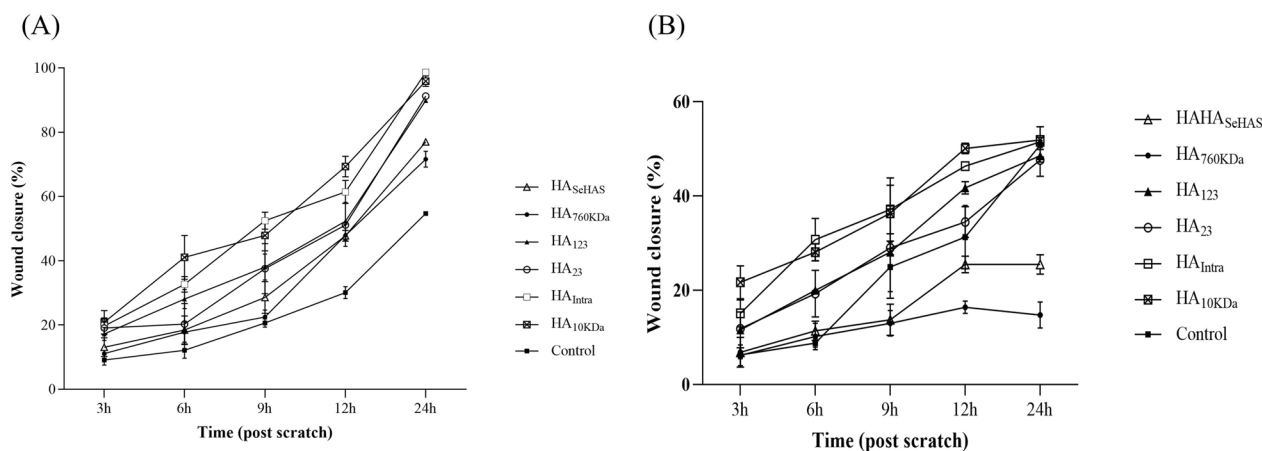 (A)
Wound closure (%)
100
80
60
40
20
0
3h 6h 9h 12h 24h
Time (post scratch)
HASeHAS
HA760KDa
HA123
HA23
HAIntra
HA10KDa
Control
(B)
Wound closure (%)
60
40
20
0
3h 6h 9h 12h 24h
Time (post scratch)
HAHASeHAS
HA760KDa
HA123
HA23
HAIntra
HA10KDa
Control